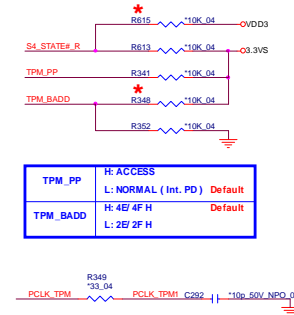 *
R615 *10K_04 VDD3
S4_STATE#_R R613 *10K_04 3.3VS
TPM_PP R341 *10K_04
*
TPM_BADD R348 *10K_04
R352 *10K_04
TPM_PP H: ACCESS
L: NORMAL ( Int. PD ) Default
TPM_BADD H: 4E/ 4F H Default
L: 2E/ 2F H
R349
*33_04
PCLK_TPM PCLK_TPM1 C292 *10p_50V_NPO_0